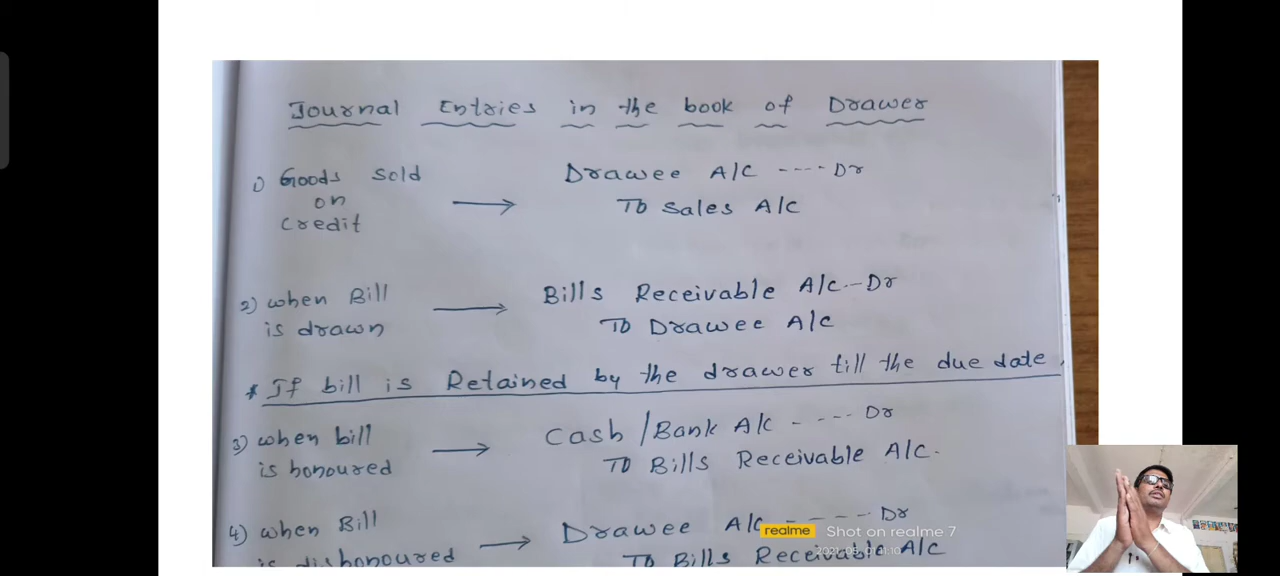 Journal Entries in the book of Drawer
1) Goods sold on credit → Drawee A/c ---- Dr
To Sales A/c
2) when Bill is drawn → Bills Receivable A/c -- Dr
To Drawee A/c
* If bill is Retained by the drawer till the due date.
3) when bill is honoured → Cash/Bank A/c ---- Dr
To Bills Receivable A/c.
4) when Bill is dishonoured → Drawee A/c ----- Dr
To Bills Receivable A/c
realme Shot on realme 7